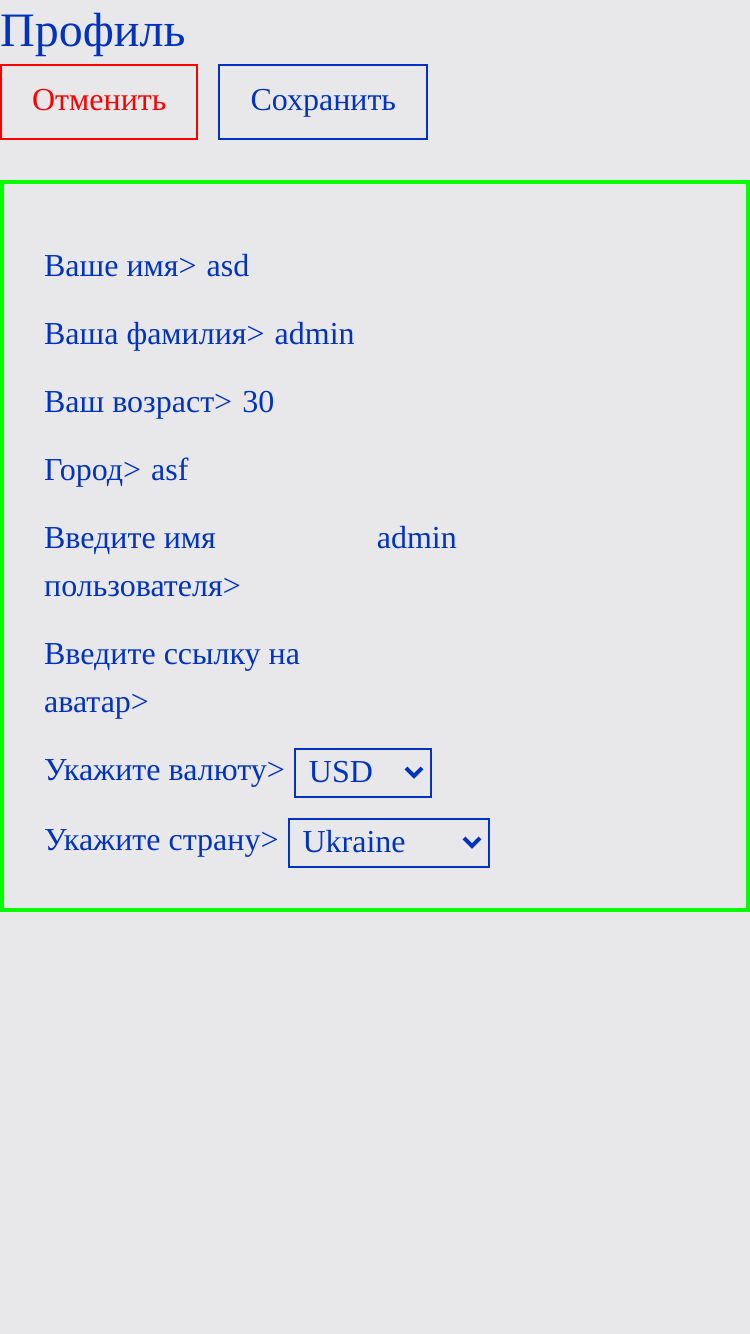 Профиль
Отменить Сохранить
Ваше имя> asd
Ваша фамилия> admin
Ваш возраст> 30
Город> asf
Введите имя admin
пользователя>
Введите ссылку на
аватар>
Укажите валюту> USD
Укажите страну> Ukraine